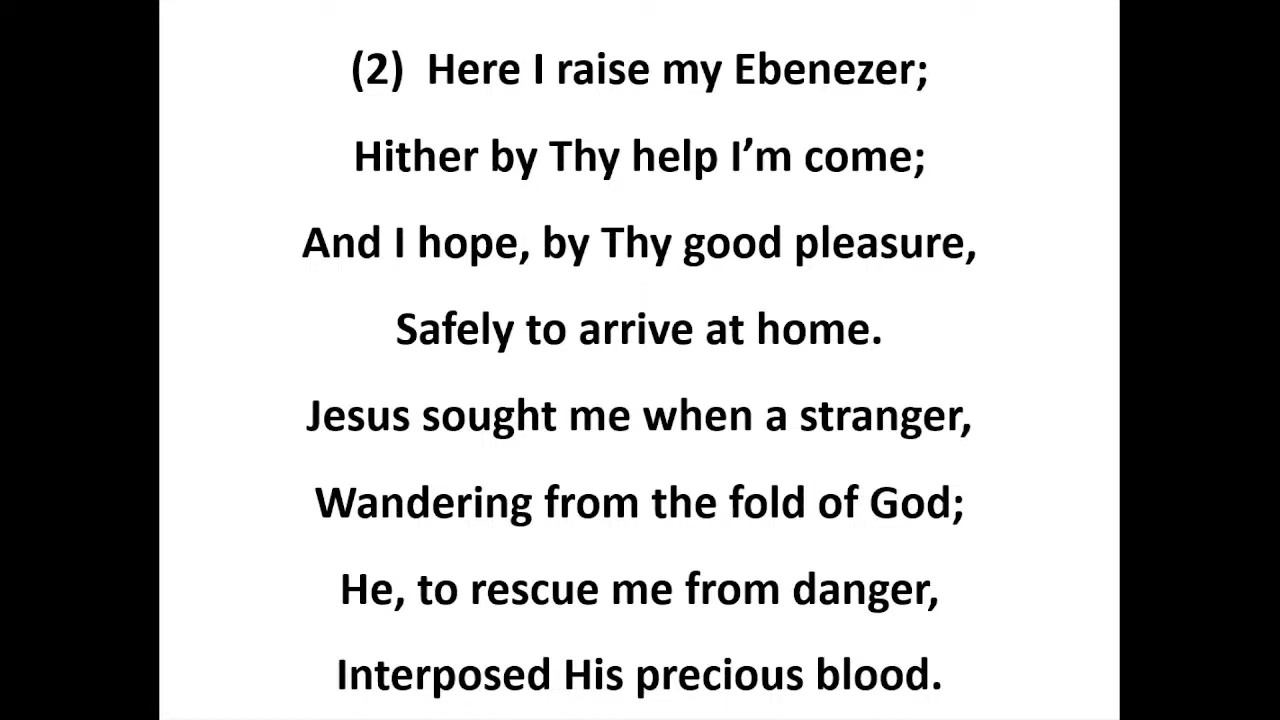 (2)  Here I raise my Ebenezer;
Hither by Thy help I’m come;
And I hope, by Thy good pleasure,
Safely to arrive at home.
Jesus sought me when a stranger,
Wandering from the fold of God;
He, to rescue me from danger,
Interposed His precious blood.